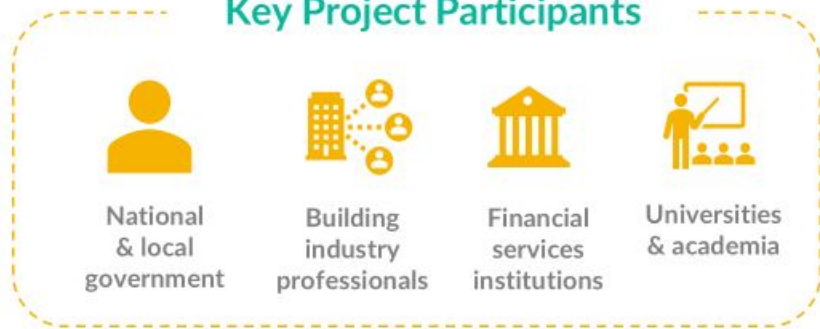 Key Project Participants
National
& local
government
Building
industry
professionals
Financial
services
institutions
Universities
& academia